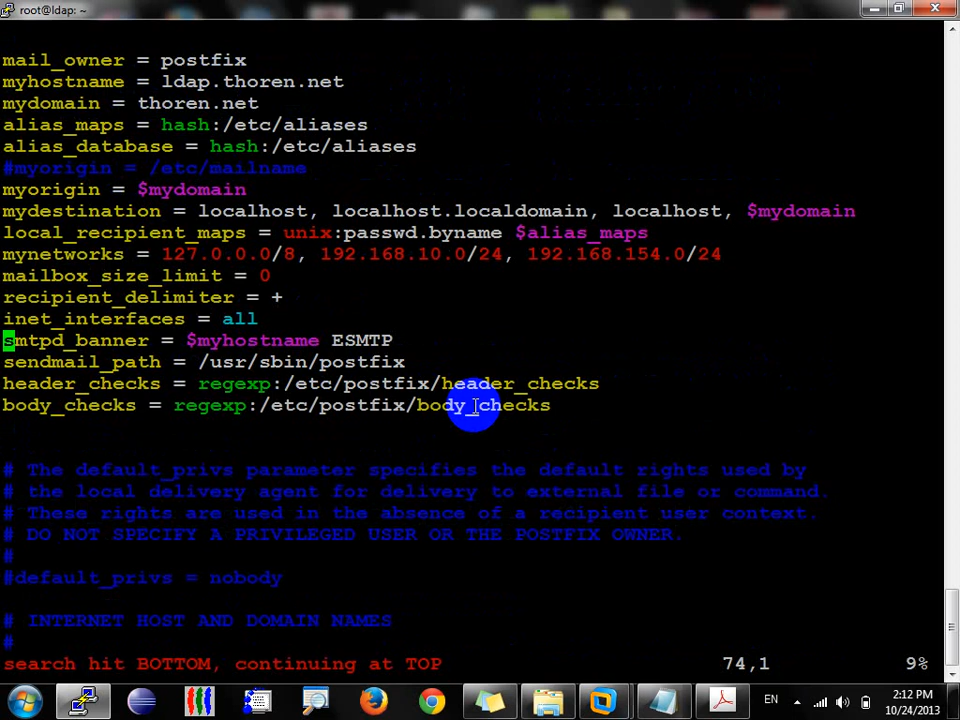 root@ldap: ~
mail_owner = postfix
myhostname = ldap.thoren.net
mydomain = thoren.net
alias_maps = hash:/etc/aliases
alias_database = hash:/etc/aliases
#myorigin = /etc/mailname
myorigin = $mydomain
mydestination = localhost, localhost.localdomain, localhost, $mydomain
local_recipient_maps = unix:passwd.byname $alias_maps
mynetworks = 127.0.0.0/8, 192.168.10.0/24, 192.168.154.0/24
mailbox_size_limit = 0
recipient_delimiter = +
inet_interfaces = all
smtpd_banner = $myhostname ESMTP
sendmail_path = /usr/sbin/postfix
header_checks = regexp:/etc/postfix/header_checks
body_checks = regexp:/etc/postfix/body_checks
# The default_privs parameter specifies the default rights used by
# the local delivery agent for delivery to external file or command.
# These rights are used in the absence of a recipient user context.
# DO NOT SPECIFY A PRIVILEGED USER OR THE POSTFIX OWNER.
#
#default_privs = nobody
# INTERNET HOST AND DOMAIN NAMES
#
search hit BOTTOM, continuing at TOP 74,1 9%
EN 2:12 PM
10/24/2013